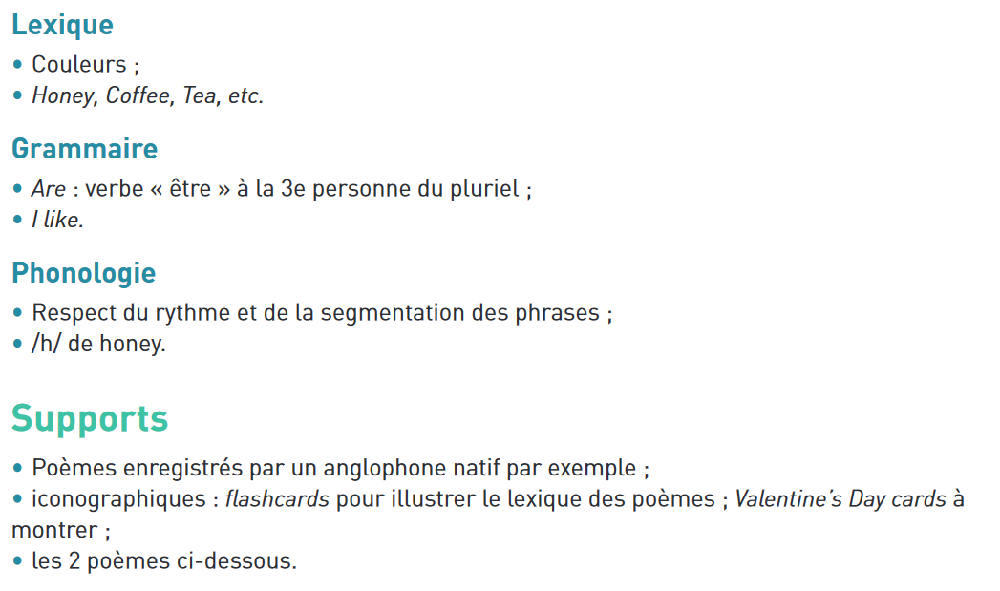 Lexique
• Couleurs ;
• Honey, Coffee, Tea, etc.
Grammaire
• Are : verbe « être » à la 3e personne du pluriel ;
• I like.
Phonologie
• Respect du rythme et de la segmentation des phrases ;
• /h/ de honey.
Supports
• Poèmes enregistrés par un anglophone natif par exemple ;
• iconographiques : flashcards pour illustrer le lexique des poèmes ; Valentine’s Day cards à
montrer ;
• les 2 poèmes ci-dessous.